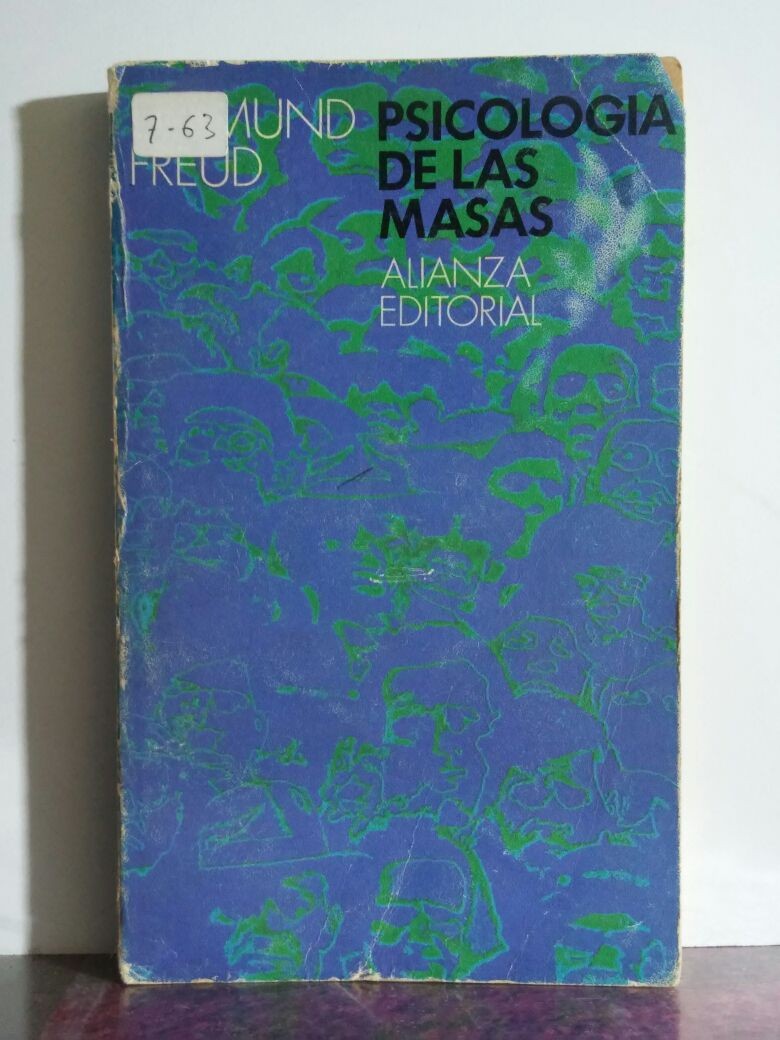 7-63
MUND
FREUD
PSICOLOGIA
DE LAS
MASAS
ALIANZA
EDITORIAL